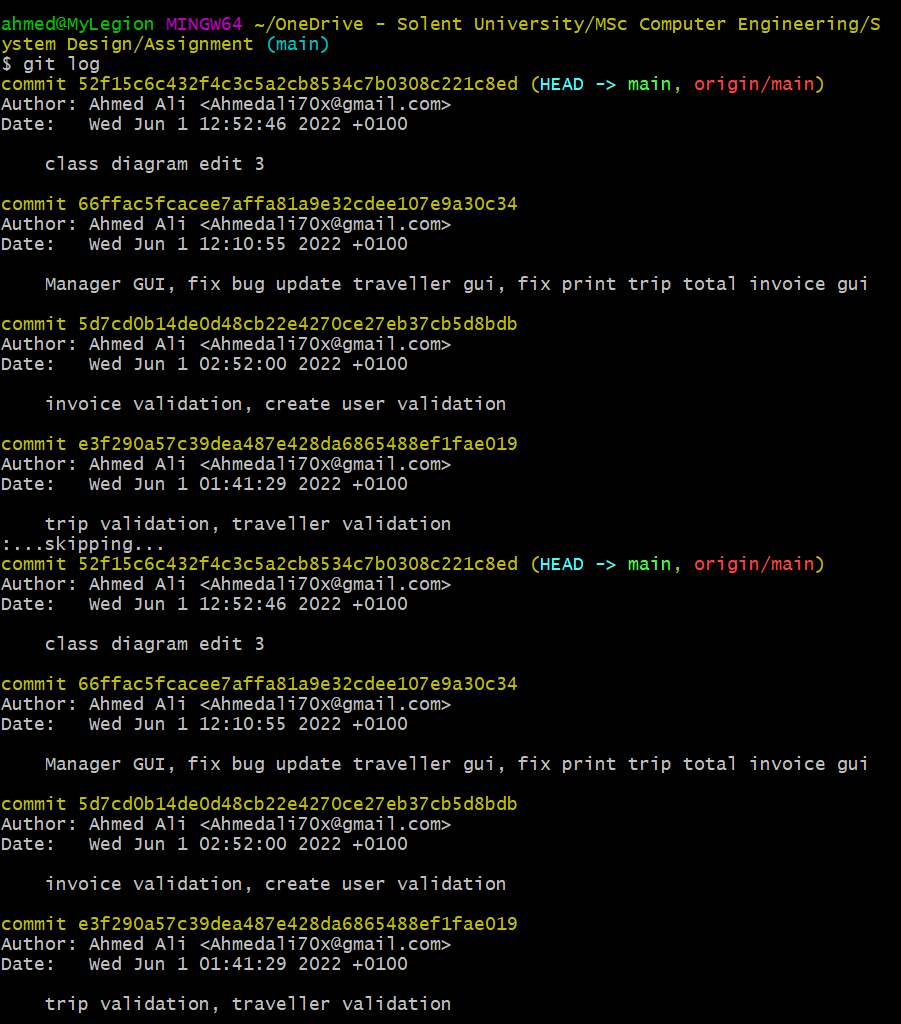 ahmed@MyLegion MINGW64 ~/OneDrive - Solent University/MSc Computer Engineering/S
ystem Design/Assignment (main)
$ git log
commit 52f15c6c432f4c3c5a2cb8534c7b0308c221c8ed (HEAD -> main, origin/main)
Author: Ahmed Ali <Ahmedali70x@gmail.com>
Date:   Wed Jun 1 12:52:46 2022 +0100

    class diagram edit 3

commit 66ffac5fcacee7affa81a9e32cdee107e9a30c34
Author: Ahmed Ali <Ahmedali70x@gmail.com>
Date:   Wed Jun 1 12:10:55 2022 +0100

    Manager GUI, fix bug update traveller gui, fix print trip total invoice gui

commit 5d7cd0b14de0d48cb22e4270ce27eb37cb5d8bdb
Author: Ahmed Ali <Ahmedali70x@gmail.com>
Date:   Wed Jun 1 02:52:00 2022 +0100

    invoice validation, create user validation

commit e3f290a57c39dea487e428da6865488ef1fae019
Author: Ahmed Ali <Ahmedali70x@gmail.com>
Date:   Wed Jun 1 01:41:29 2022 +0100

    trip validation, traveller validation
:...skipping...
commit 52f15c6c432f4c3c5a2cb8534c7b0308c221c8ed (HEAD -> main, origin/main)
Author: Ahmed Ali <Ahmedali70x@gmail.com>
Date:   Wed Jun 1 12:52:46 2022 +0100

    class diagram edit 3

commit 66ffac5fcacee7affa81a9e32cdee107e9a30c34
Author: Ahmed Ali <Ahmedali70x@gmail.com>
Date:   Wed Jun 1 12:10:55 2022 +0100

    Manager GUI, fix bug update traveller gui, fix print trip total invoice gui

commit 5d7cd0b14de0d48cb22e4270ce27eb37cb5d8bdb
Author: Ahmed Ali <Ahmedali70x@gmail.com>
Date:   Wed Jun 1 02:52:00 2022 +0100

    invoice validation, create user validation

commit e3f290a57c39dea487e428da6865488ef1fae019
Author: Ahmed Ali <Ahmedali70x@gmail.com>
Date:   Wed Jun 1 01:41:29 2022 +0100

    trip validation, traveller validation